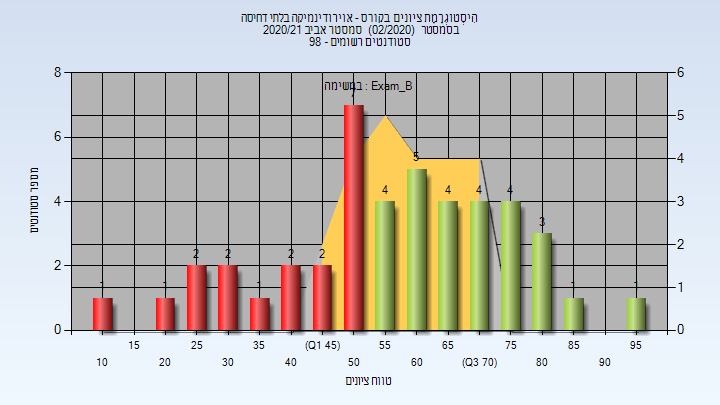 היסטוגרמת ציונים בקורס - אוירודינמיקה בלתי דחיסה
בסמסטר (02/2020) סמסטר אביב 2020/21
סטודנטים רשומים - 98
במשימה : Exam_B
מספר סטודנטים
8 6 4 2 0
6 5 4 3 2 1 0
1 1 2 2 1 2 2 7 4 5 4 4 4 3 1 1
15 25 35 (Q1 45) 55 65 75 85 95
10 20 30 40 50 60 (Q3 70) 80 90
טווח ציונים